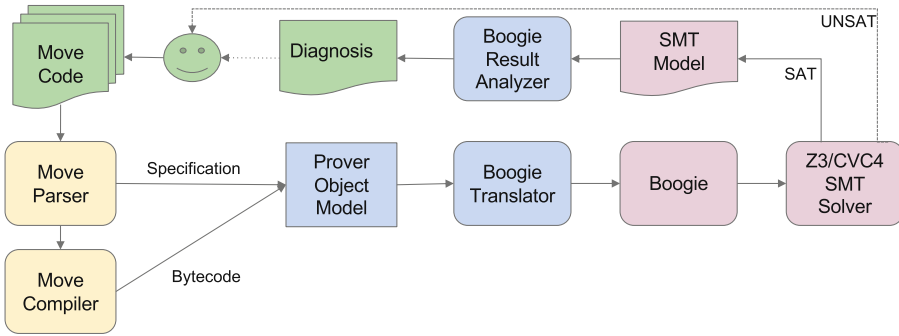 UNSAT
Move
Code
Diagnosis
Boogie
Result
Analyzer
SMT
Model
SAT
Move
Parser
Specification
Prover
Object
Model
Boogie
Translator
Boogie
Z3/CVC4
SMT
Solver
Move
Compiler
Bytecode